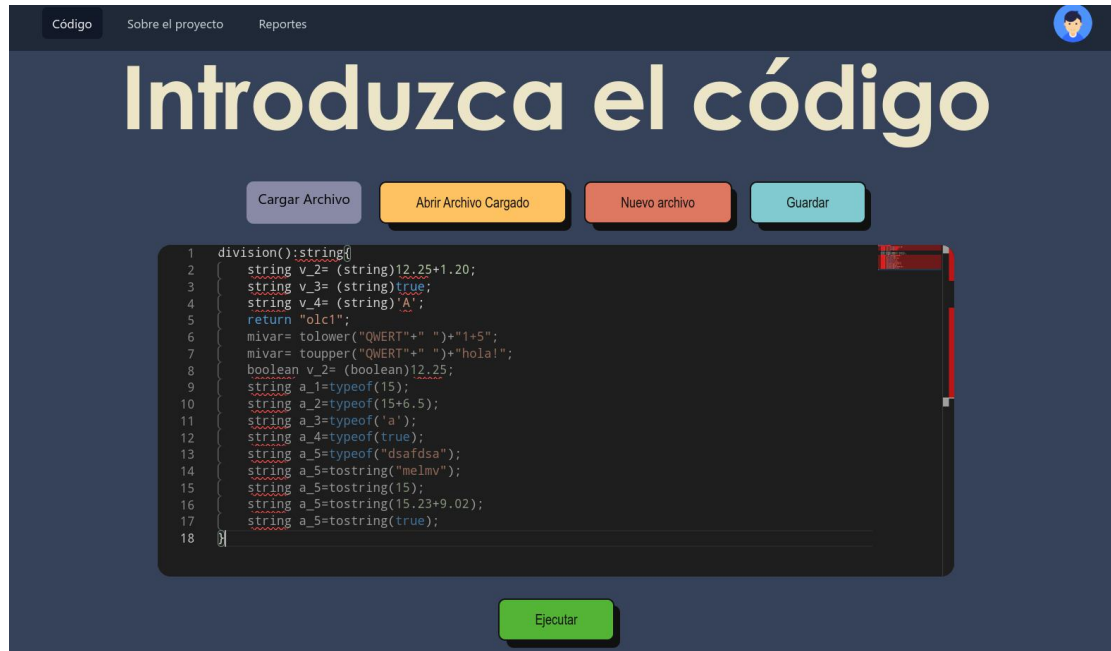 Código Sobre el proyecto Reportes
Introduzca el código
Cargar Archivo Abrir Archivo Cargado Nuevo archivo Guardar
1 division():string{
2 string v_2= (string)12.25+1.20;
3 string v_3= (string)true;
4 string v_4= (string)'A';
5 return "olc1";
6 mivar= tolower("QWERT"+" ")+"1+5";
7 mivar= toupper("QWERT"+" ")+"hola!";
8 boolean v_2= (boolean)12.25;
9 string a_1=typeof(15);
10 string a_2=typeof(15+6.5);
11 string a_3=typeof('a');
12 string a_4=typeof(true);
13 string a_5=typeof("dsafdsa");
14 string a_5=tostring("melmv");
15 string a_5=tostring(15);
16 string a_5=tostring(15.23+9.02);
17 string a_5=tostring(true);
18 }
Ejecutar